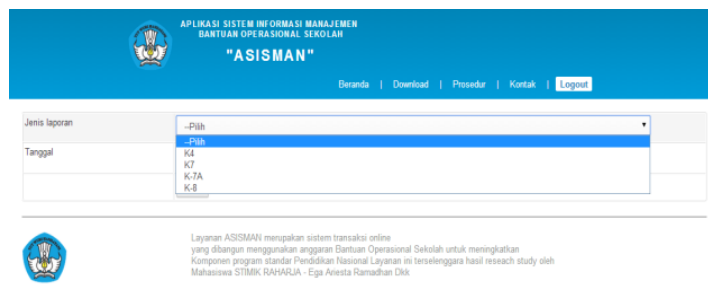 APLIKASI SISTEM INFORMASI MANAJEMEN
BANTUAN OPERASIONAL SEKOLAH
"ASISMAN"
Beranda | Download | Prosedur | Kontak | Logout
Jenis laporan
--Pilih
--Pilih
Tanggal
K4
K7
K-7A
K-8
Layanan ASISMAN merupakan sistem transaksi online
yang dibangun menggunakan anggaran Bantuan Operasional Sekolah untuk meningkatkan
Komponen program standar Pendidikan Nasional Layanan ini terselenggara hasil reseach study oleh
Mahasiswa STIMIK RAHARJA - Ega Ariesta Ramadhan Dkk